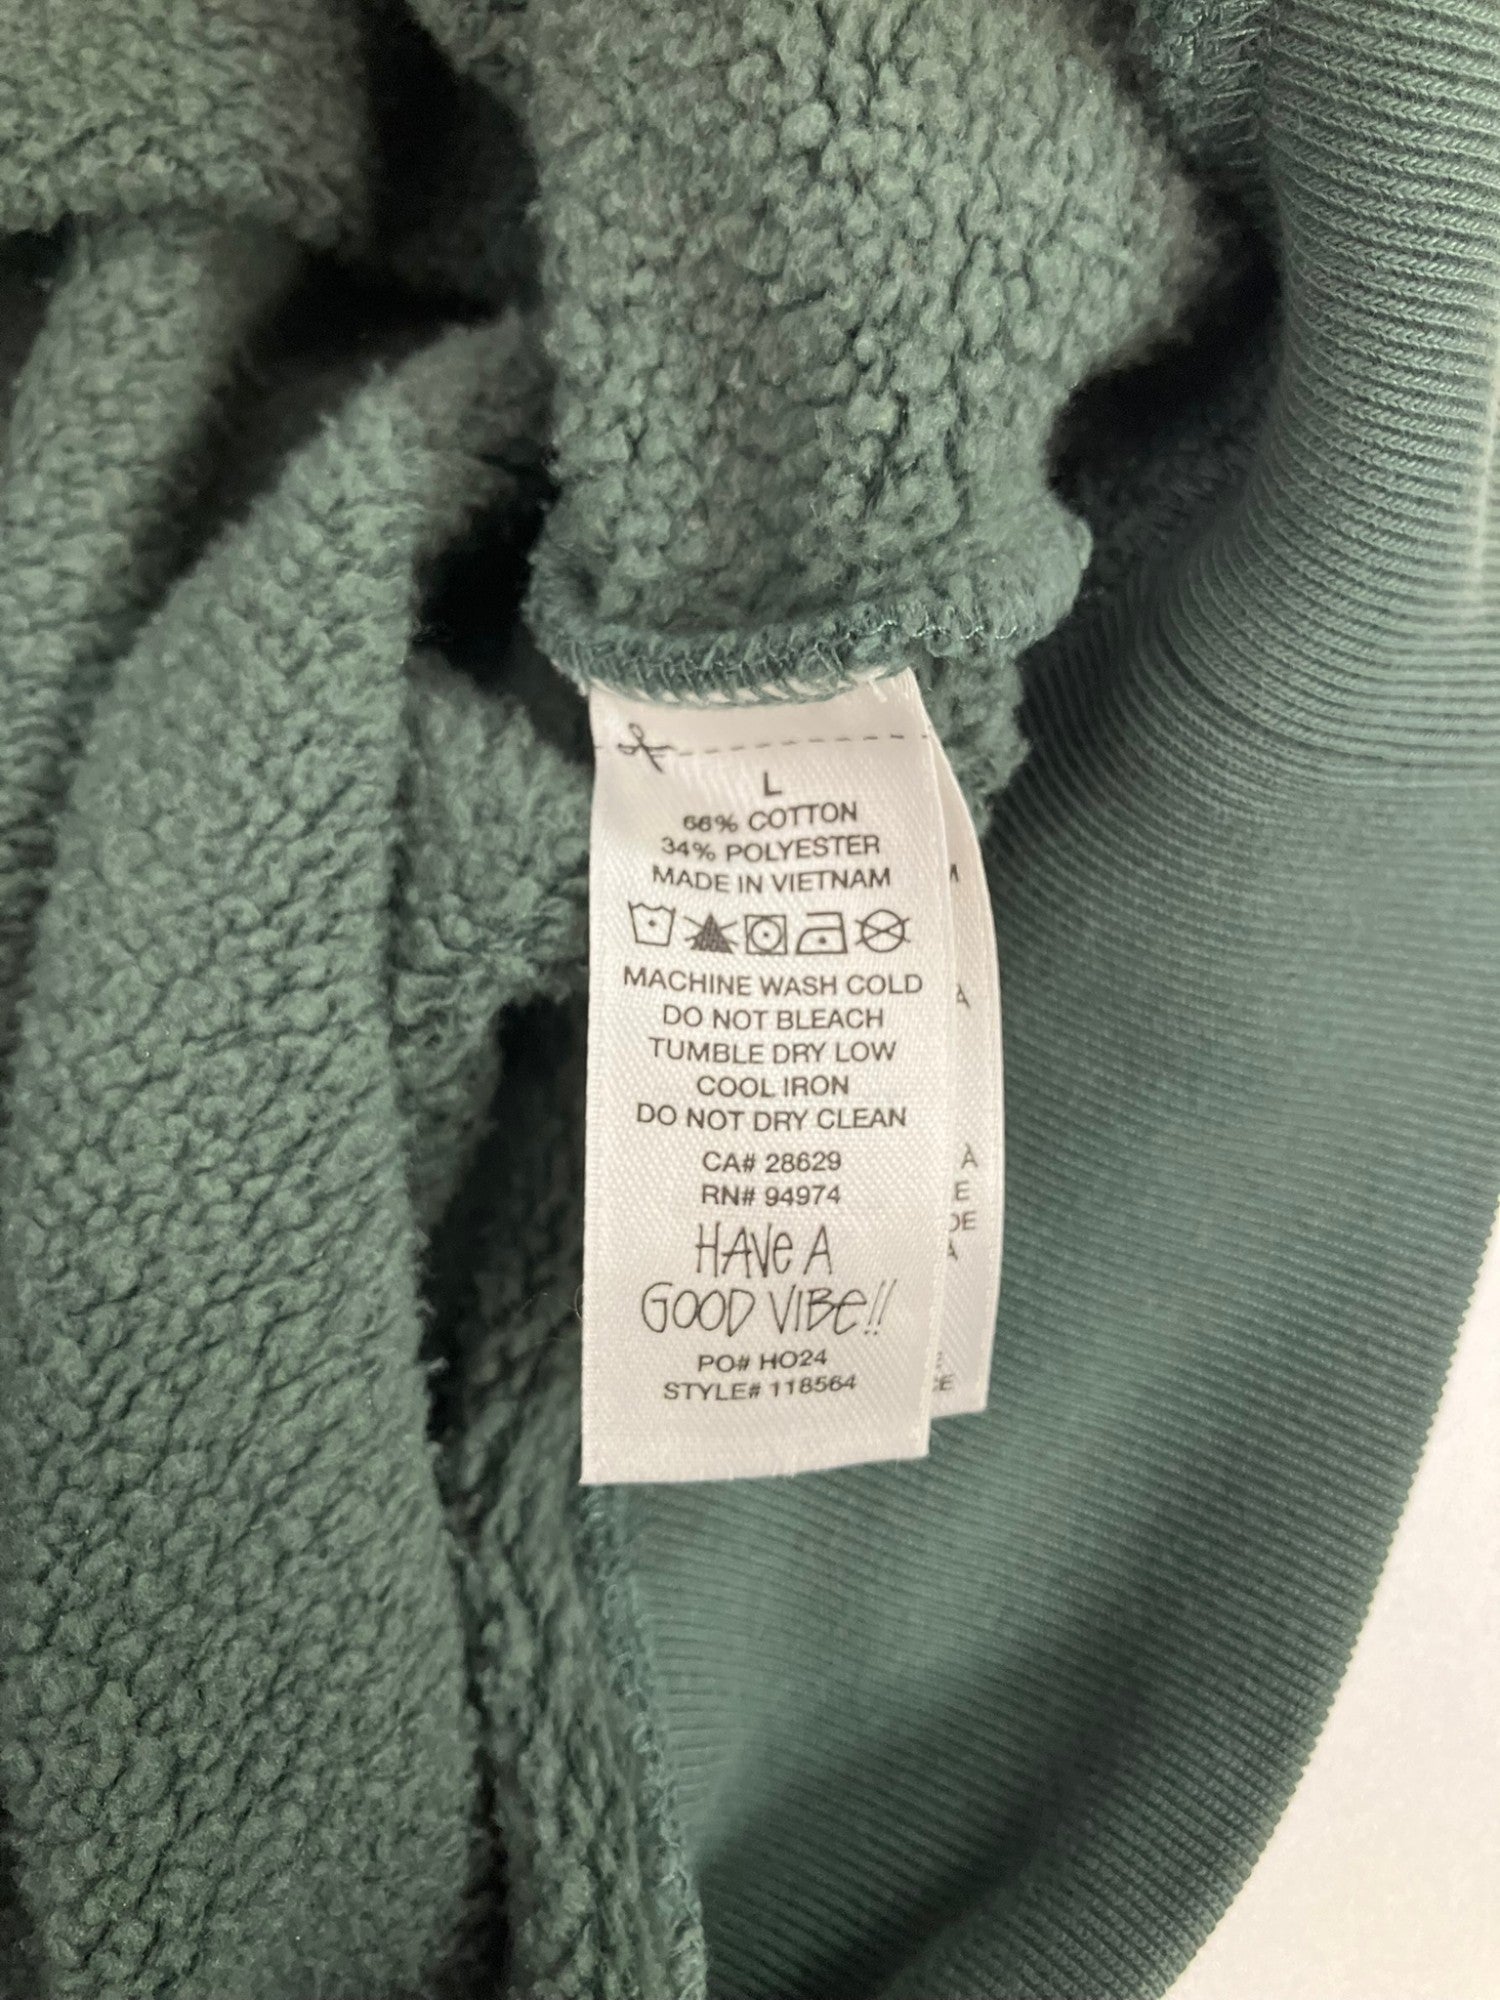 L
66% COTTON
34% POLYESTER
MADE IN VIETNAM
MACHINE WASH COLD
DO NOT BLEACH
TUMBLE DRY LOW
COOL IRON
DO NOT DRY CLEAN
CA# 28629
RN# 94974
HAVE A
GOOD VIBE!!
PO# HO24
STYLE# 118564